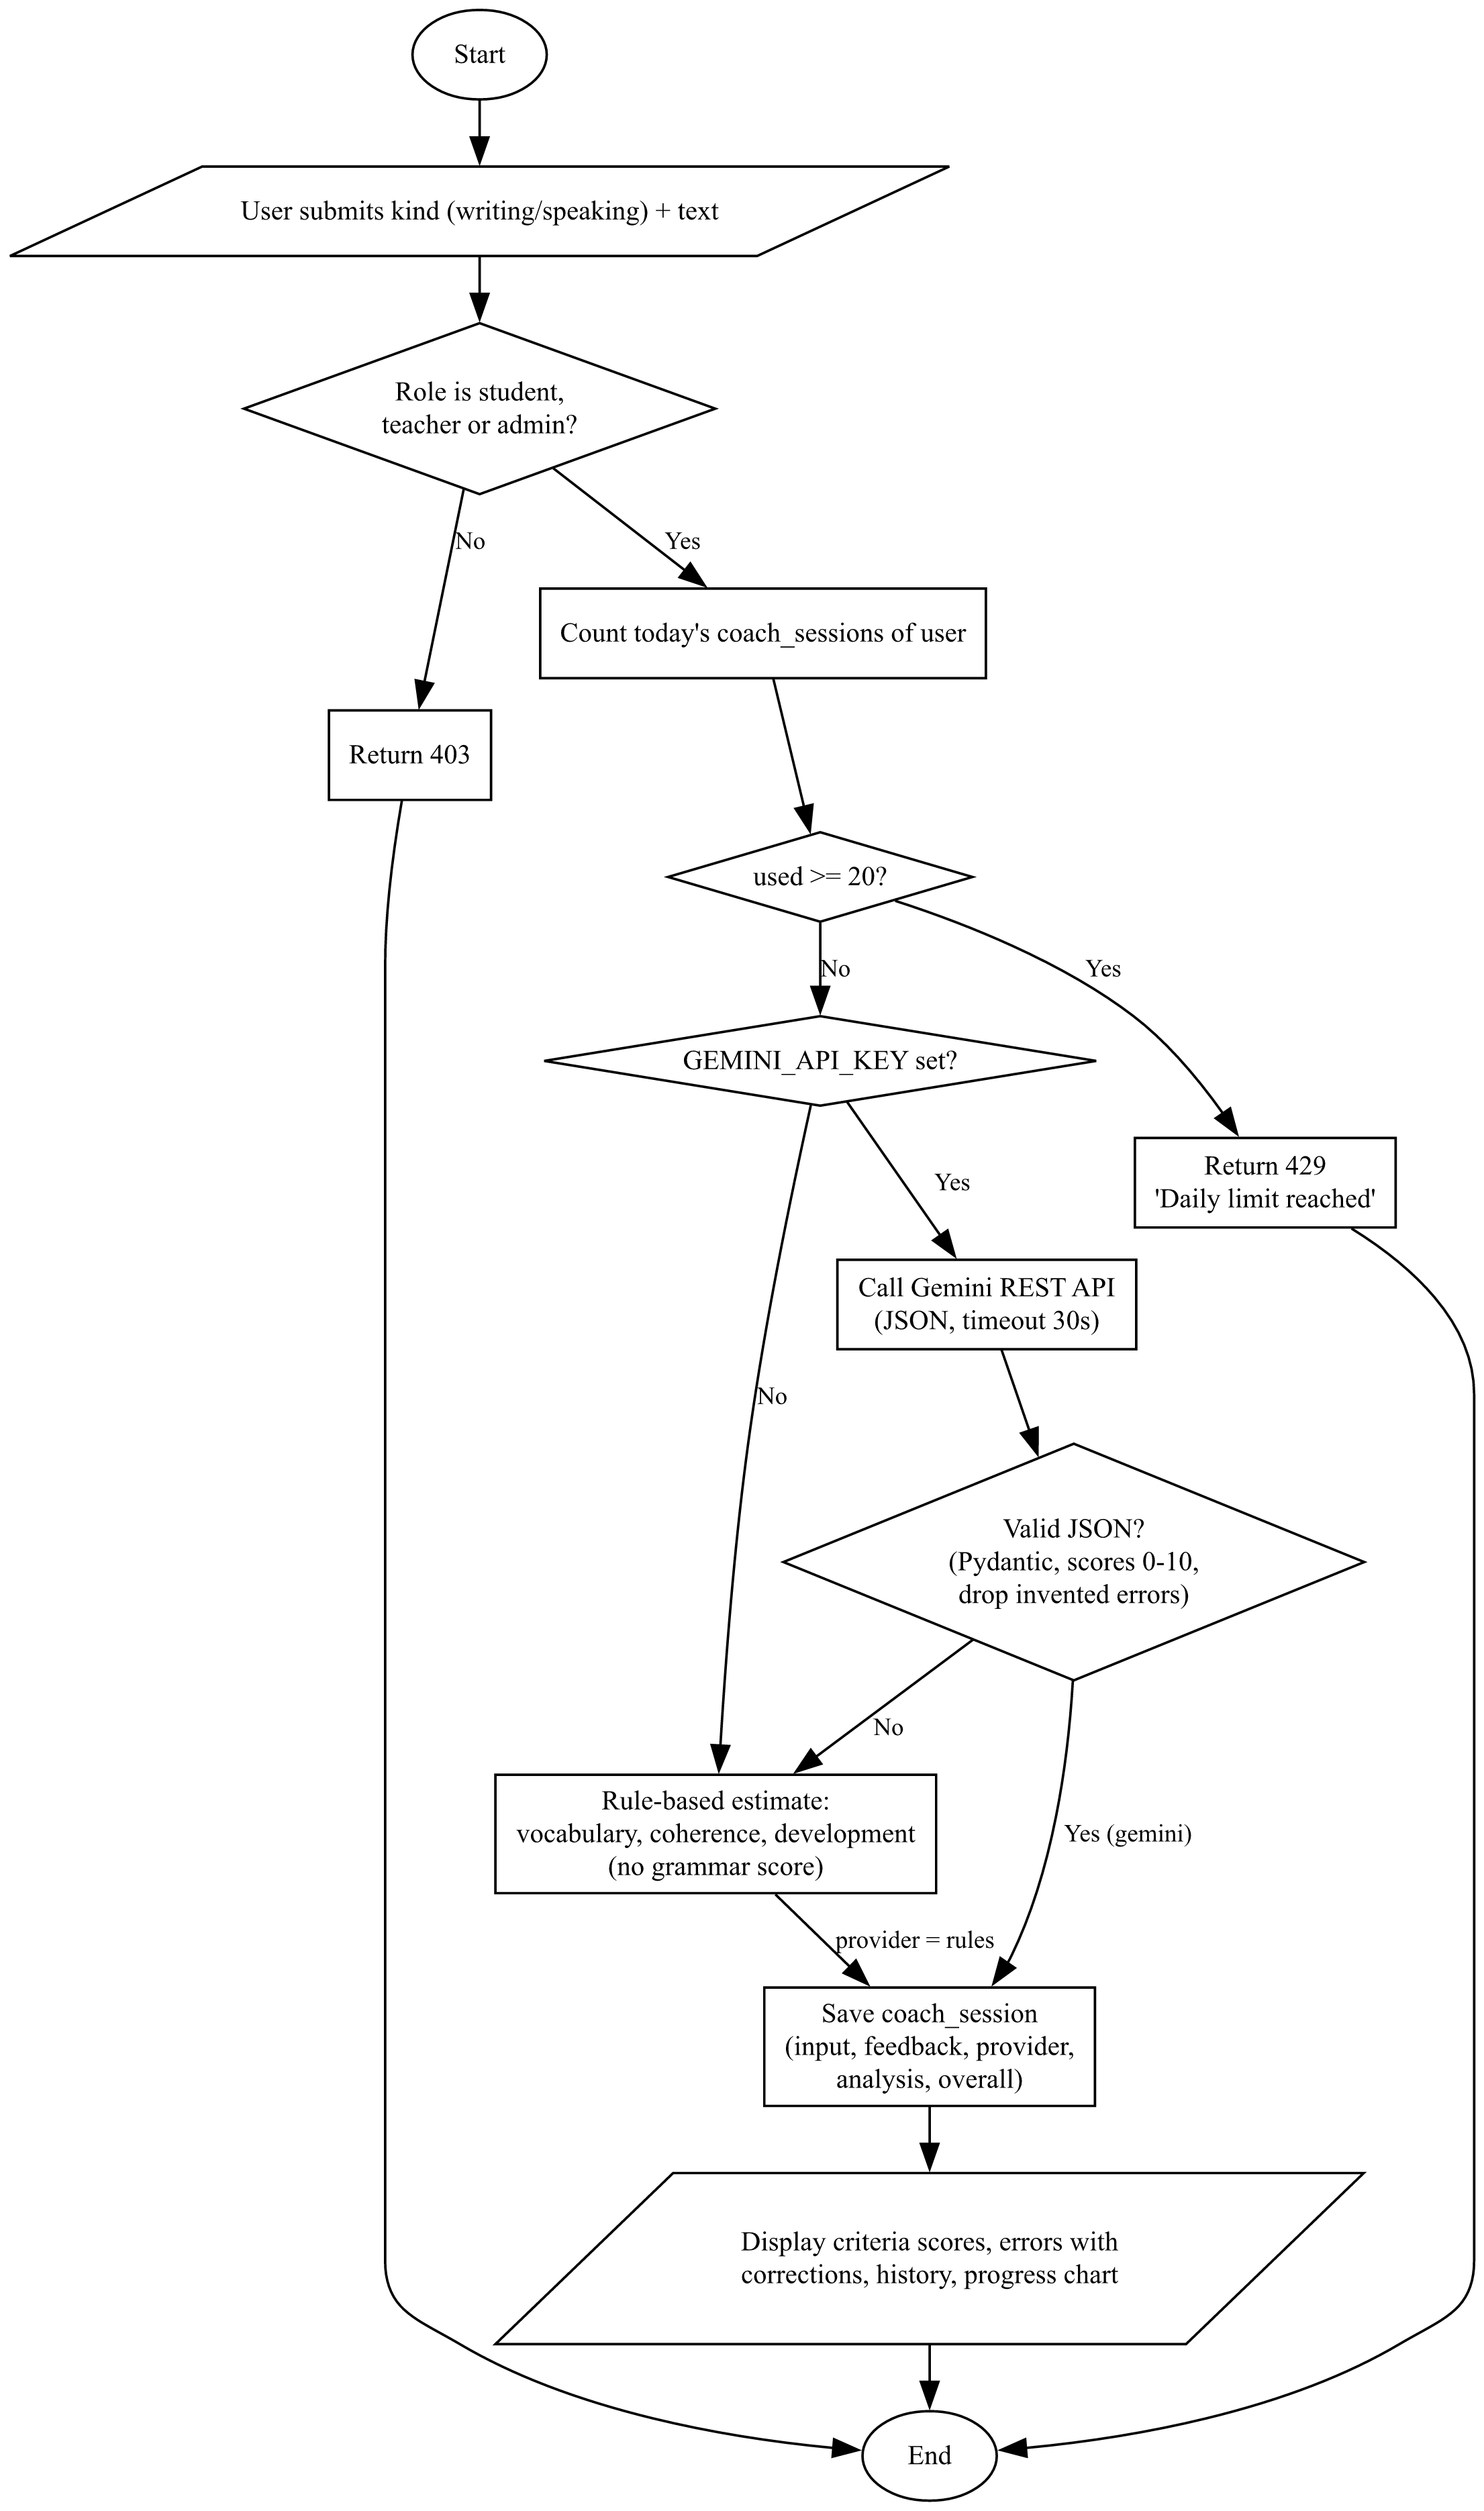 Start
User submits kind (writing/speaking) + text
Role is student,
teacher or admin?
No
Yes
Count today's coach_sessions of user
Return 403
used >= 20?
No
Yes
GEMINI_API_KEY set?
Return 429
'Daily limit reached'
Yes
Call Gemini REST API
(JSON, timeout 30s)
No
Valid JSON?
(Pydantic, scores 0-10,
drop invented errors)
No
Rule-based estimate:
vocabulary, coherence, development
(no grammar score)
Yes (gemini)
provider = rules
Save coach_session
(input, feedback, provider,
analysis, overall)
Display criteria scores, errors with
corrections, history, progress chart
End